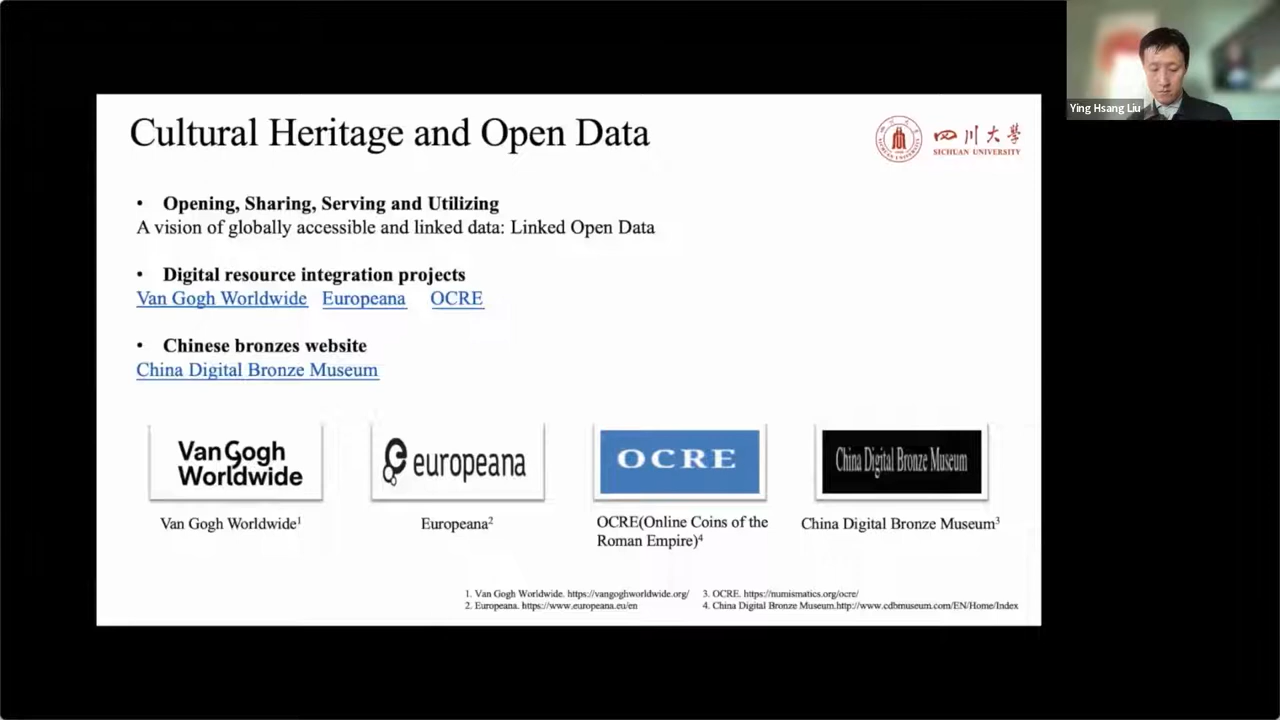 Ying Hsang Liu
Cultural Heritage and Open Data
四川大學
SICHUAN UNIVERSITY
• Opening, Sharing, Serving and Utilizing
A vision of globally accessible and linked data: Linked Open Data
• Digital resource integration projects
Van Gogh Worldwide Europeana OCRE
• Chinese bronzes website
China Digital Bronze Museum
Van Gogh
Worldwide
europeana
OCRE
China Digital Bronze Museum
Van Gogh Worldwide¹
Europeana²
OCRE(Online Coins of the
Roman Empire)⁴
China Digital Bronze Museum³
1. Van Gogh Worldwide. https://vangoghworldwide.org/
2. Europeana. https://www.europeana.eu/en
3. OCRE. https://numismatics.org/ocre/
4. China Digital Bronze Museum.http://www.cdbmuseum.com/EN/Home/Index